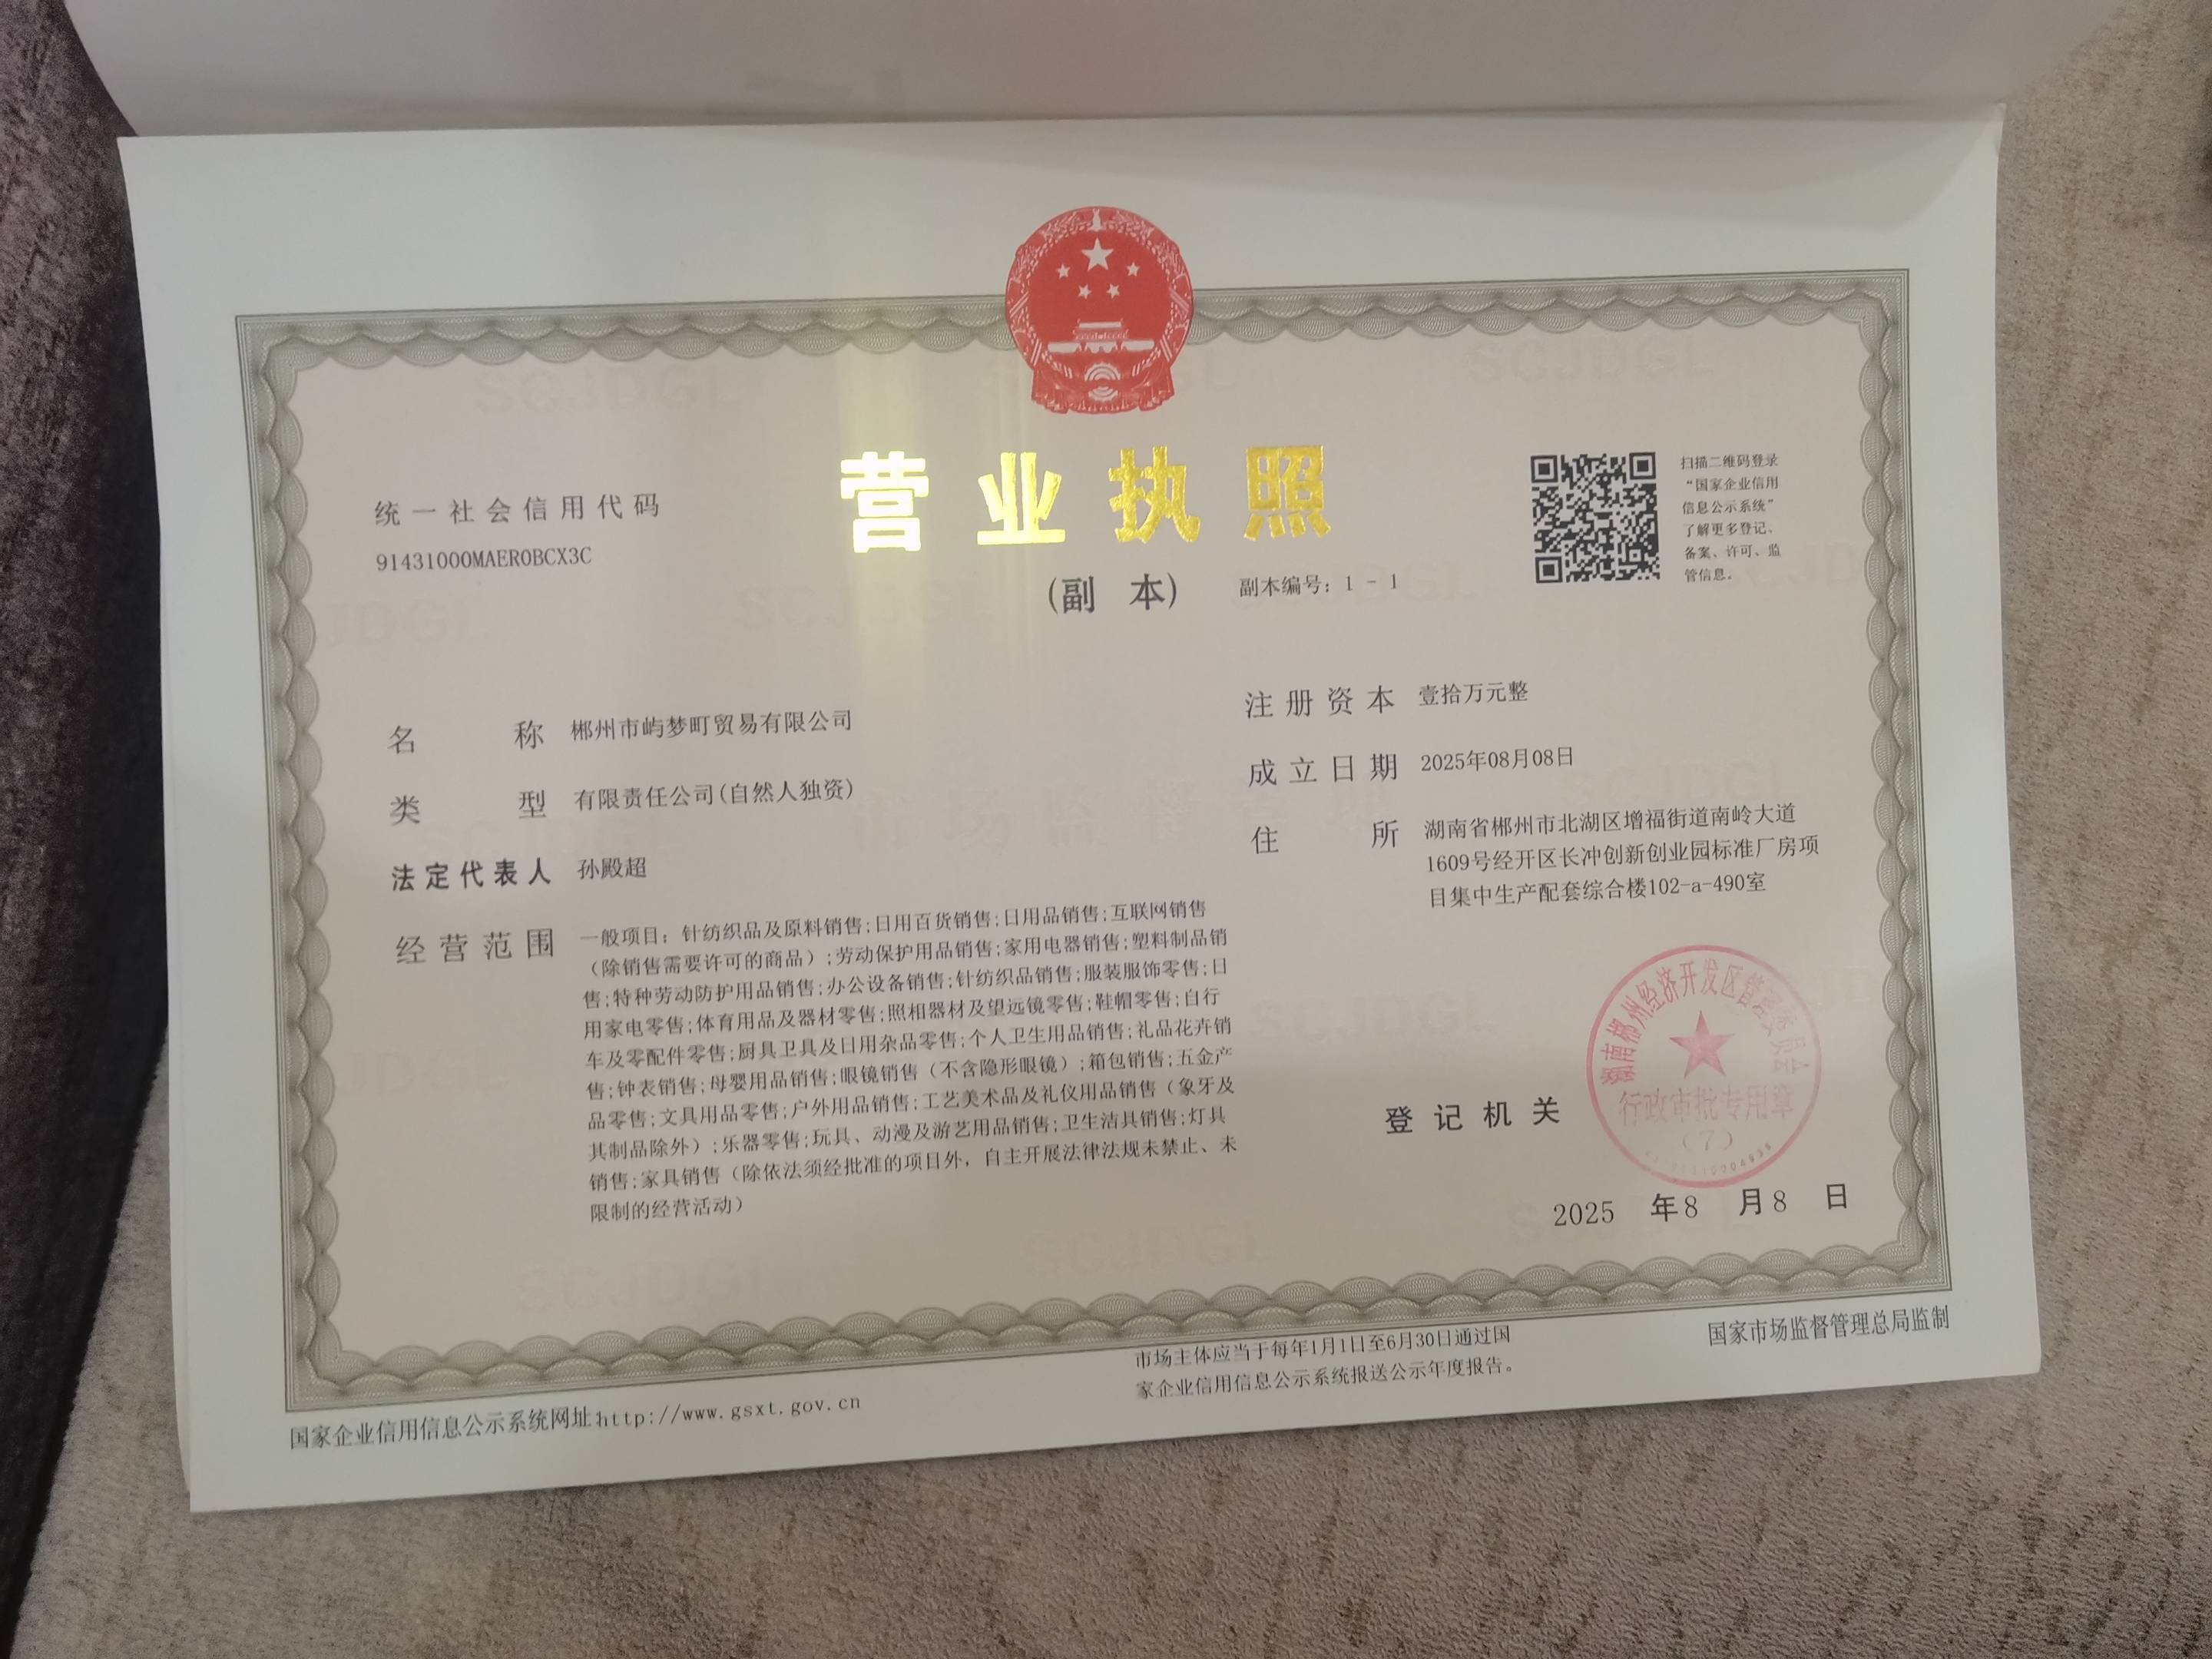 营业执照
(副 本)
副本编号：1 - 1
统一社会信用代码
91431000MAER0BCX3C
扫描二维码登录
“国家企业信用
信息公示系统”
了解更多登记、
备案、许可、监
管信息。
名 称 郴州市屿梦町贸易有限公司
类 型 有限责任公司(自然人独资)
法定代表人 孙殿超
经营范围 一般项目：针纺织品及原料销售;日用百货销售;日用品销售;互联网销售
（除销售需要许可的商品）;劳动保护用品销售;家用电器销售;塑料制品销
售;特种劳动防护用品销售;办公设备销售;针纺织品销售;服装服饰零售;日
用家电零售;体育用品及器材零售;照相器材及望远镜零售;鞋帽零售;自行
车及零配件零售;厨具卫具及日用杂品零售;个人卫生用品销售;礼品花卉销
售;钟表销售;母婴用品销售;眼镜销售（不含隐形眼镜）;箱包销售;五金产
品零售;文具用品零售;户外用品销售;工艺美术品及礼仪用品销售（象牙及
其制品除外）;乐器零售;玩具、动漫及游艺用品销售;卫生洁具销售;灯具
销售;家具销售（除依法须经批准的项目外，自主开展法律法规未禁止、未
限制的经营活动）
注册资本 壹拾万元整
成立日期 2025年08月08日
住 所 湖南省郴州市北湖区增福街道南岭大道
1609号经开区长冲创新创业园标准厂房项
目集中生产配套综合楼102-a-490室
登记机关
湖南郴州经济开发区管理委员会
行政审批专用章
（7）
2025 年8 月8 日
国家企业信用信息公示系统网址:http://www.gsxt.gov.cn
市场主体应当于每年1月1日至6月30日通过国
家企业信用信息公示系统报送公示年度报告。
国家市场监督管理总局监制